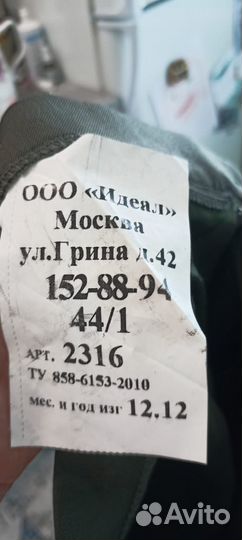 ООО «Идеал»
Москва
ул.Грина д.42
152-88-94
44/1
АРТ. 2316
ТУ 858-6153-2010
мес. и год изг 12.12
Avito